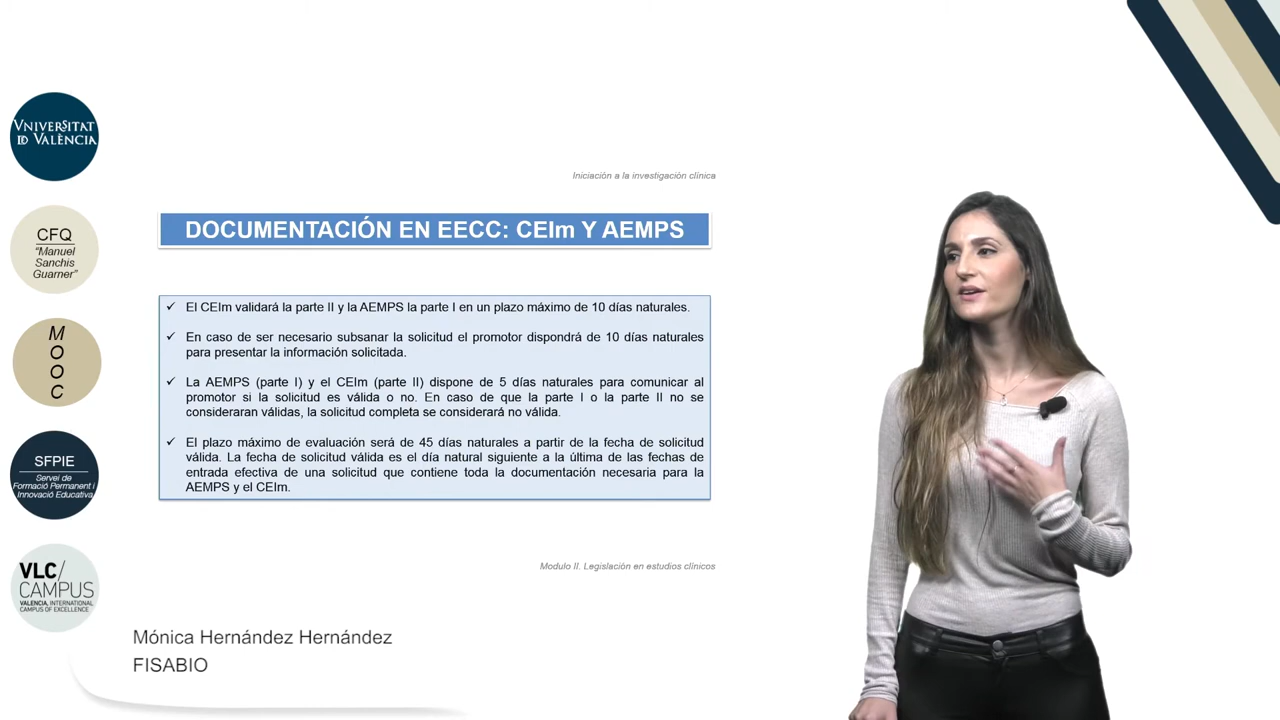 VNIVERSITAT
ID VALÈNCIA
CFQ
"Manuel
Sanchis
Guarner"
M
O
O
C
SFPIE
Servei de
Formació Permanent i
Innovació Educativa
VLC/
CAMPUS
VALENCIA, INTERNATIONAL
CAMPUS OF EXCELLENCE
Iniciación a la investigación clínica
DOCUMENTACIÓN EN EECC: CEIm Y AEMPS
✓ El CEIm validará la parte II y la AEMPS la parte I en un plazo máximo de 10 días naturales.
✓ En caso de ser necesario subsanar la solicitud el promotor dispondrá de 10 días naturales
para presentar la información solicitada.
✓ La AEMPS (parte I) y el CEIm (parte II) dispone de 5 días naturales para comunicar al
promotor si la solicitud es válida o no. En caso de que la parte I o la parte II no se
consideraran válidas, la solicitud completa se considerará no válida.
✓ El plazo máximo de evaluación será de 45 días naturales a partir de la fecha de solicitud
válida. La fecha de solicitud válida es el día natural siguiente a la última de las fechas de
entrada efectiva de una solicitud que contiene toda la documentación necesaria para la
AEMPS y el CEIm.
Modulo II. Legislación en estudios clínicos
Mónica Hernández Hernández
FISABIO